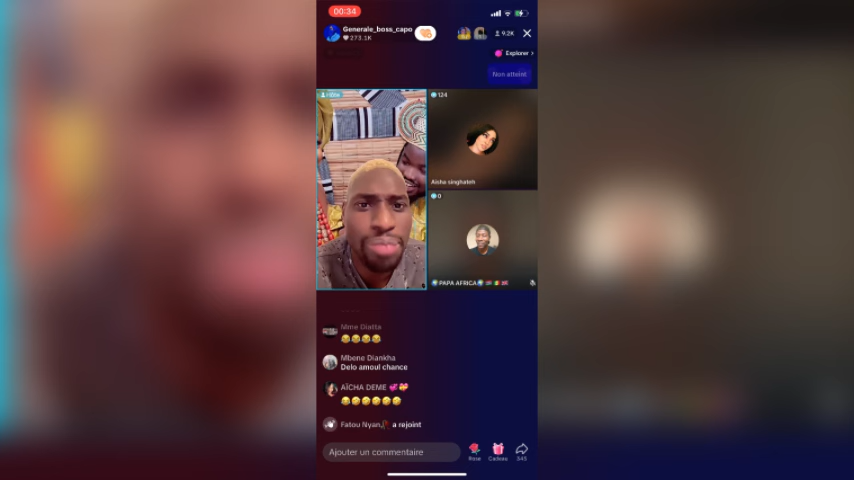 00:34
Generale_boss_capo
273.1K
9.2K
Explorer >
Non atteint
Hôte
124
Aisha singhateh
0
PAPA AFRICA
Mme Diatta
😂😂😂😂
Mbene Diankha
Delo amoul chance
AÏCHA DEME 💞💝
😂🤣🤣🤣🤣🤣
Fatou Nyan,🥀 a rejoint
Ajouter un commentaire
Rose
Cadeau
545